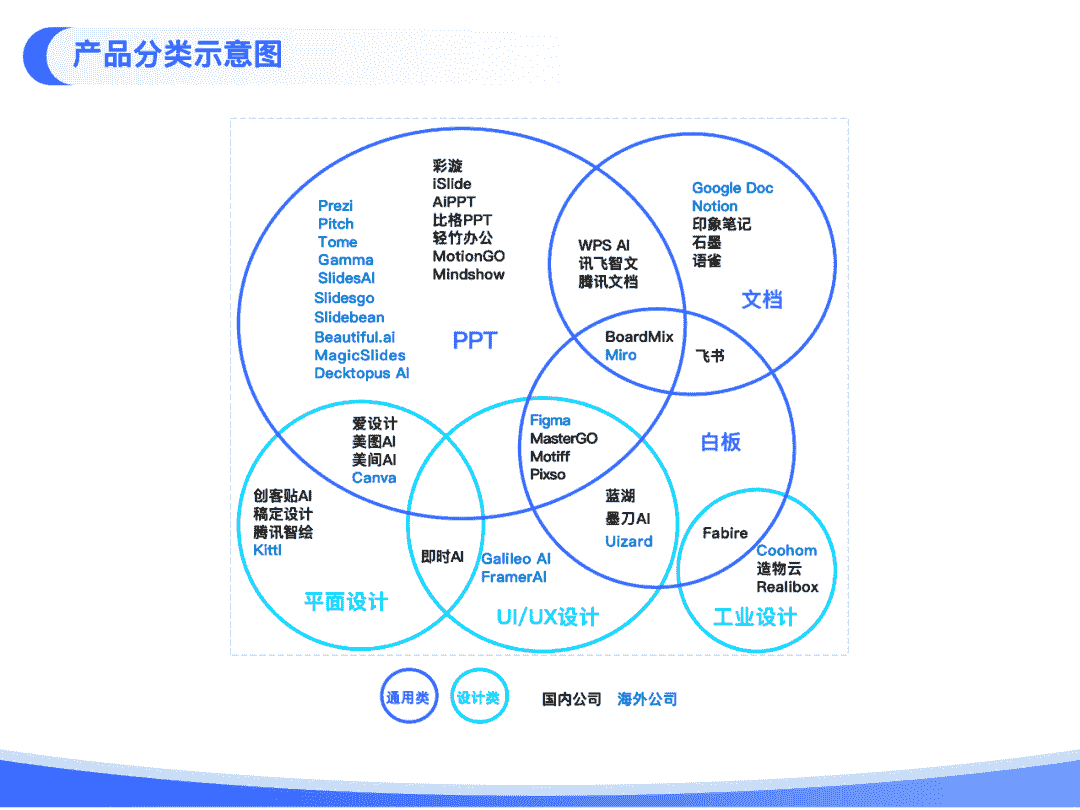 产品分类示意图
彩漩
iSlide
AiPPT
比格PPT
轻竹办公
MotionGO
Mindshow
Prezi
Pitch
Tome
Gamma
SlidesAI
Slidesgo
Slidebean
Beautiful.ai
MagicSlides
Decktopus AI
PPT
WPS AI
讯飞智文
腾讯文档
Google Doc
Notion
印象笔记
石墨
语雀
文档
BoardMix
Miro
飞书
爱设计
美图AI
美间AI
Canva
Figma
MasterGO
Motiff
Pixso
白板
创客贴AI
稿定设计
腾讯智绘
Kittl
蓝湖
墨刀AI
Uizard
即时AI
Galileo AI
FramerAI
Fabire
Coohom
造物云
Realibox
平面设计
UI/UX设计
工业设计
通用类
设计类
国内公司
海外公司